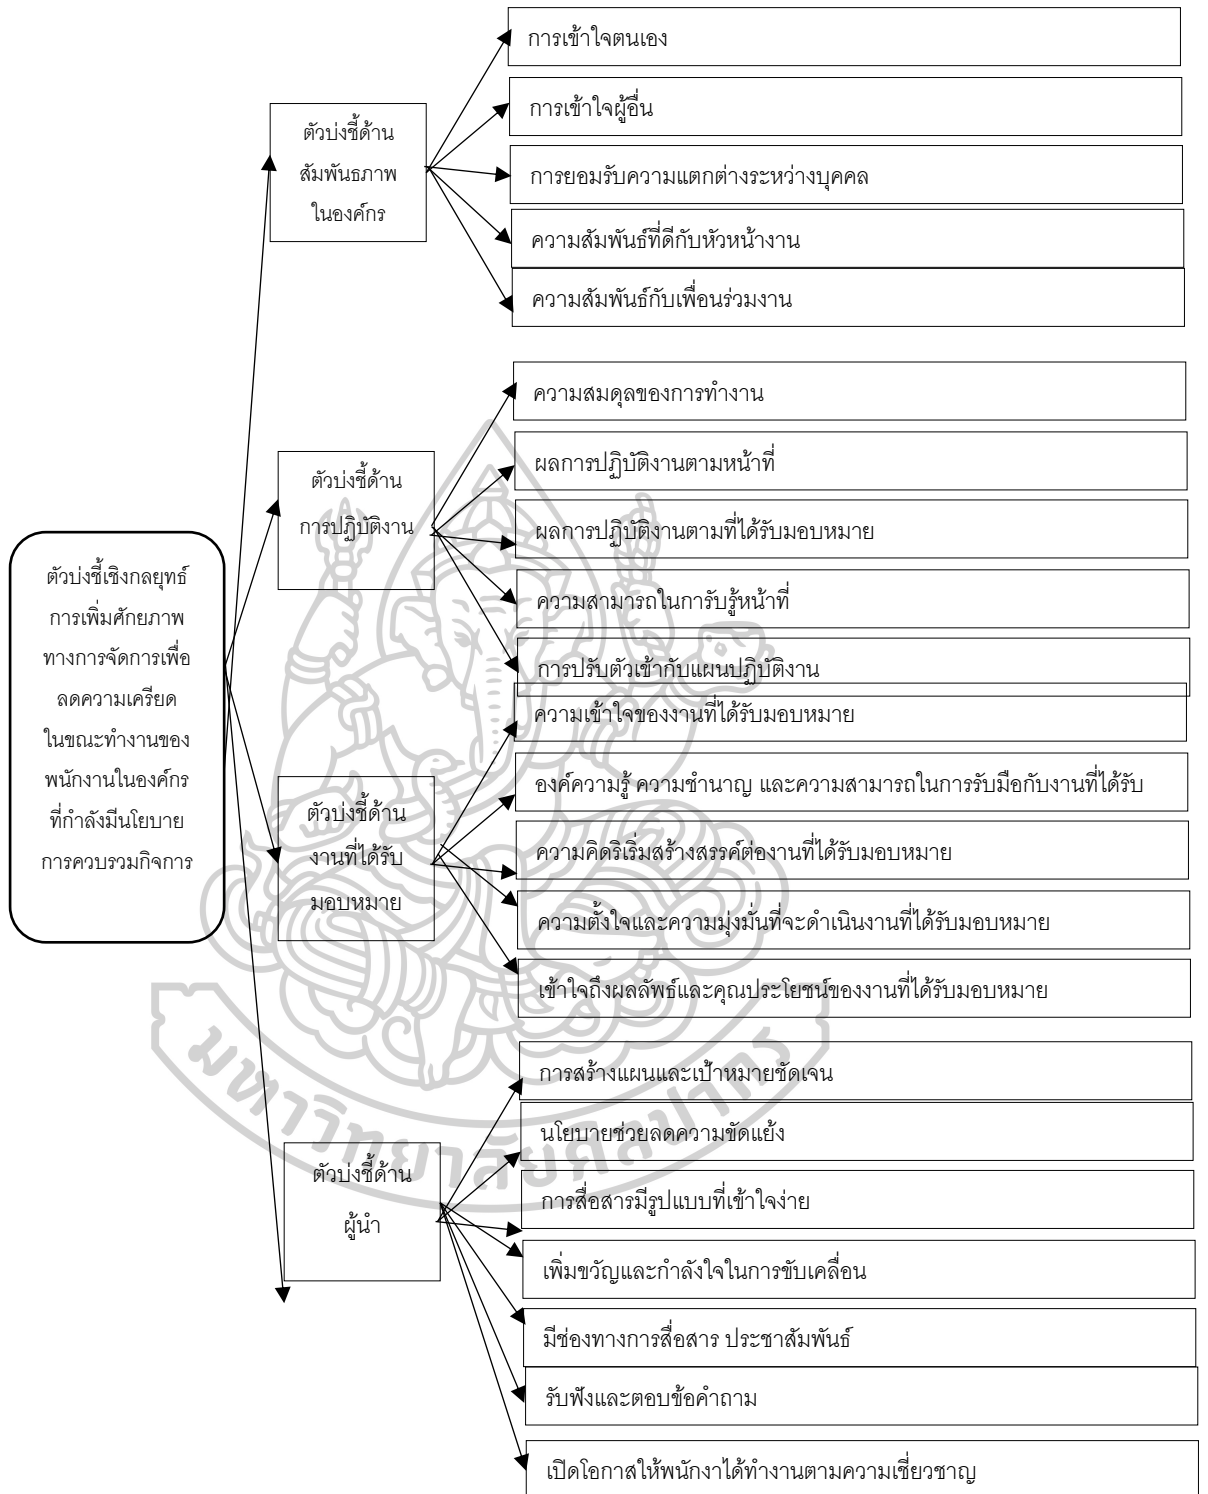 การเข้าใจตนเอง
การเข้าใจผู้อื่น
การยอมรับความแตกต่างระหว่างบุคคล
ความสัมพันธ์ที่ดีกับหัวหน้างาน
ความสัมพันธ์กับเพื่อนร่วมงาน
ตัวบ่งชี้ด้าน
สัมพันธภาพ
ในองค์กร
ความสมดุลของการทำงาน
ผลการปฏิบัติงานตามหน้าที่
ผลการปฏิบัติงานตามที่ได้รับมอบหมาย
ความสามารถในการับรู้หน้าที่
การปรับตัวเข้ากับแผนปฏิบัติงาน
ตัวบ่งชี้ด้าน
การปฏิบัติงาน
ตัวบ่งชี้เชิงกลยุทธ์
การเพิ่มศักยภาพ
ทางการจัดการเพื่อ
ลดความเครียด
ในขณะทำงานของ
พนักงานในองค์กร
ที่กำลังมีนโยบาย
การควบรวมกิจการ
ความเข้าใจของงานที่ได้รับมอบหมาย
องค์ความรู้ ความชำนาญ และความสามารถในการรับมือกับงานที่ได้รับ
ความคิดริเริ่มสร้างสรรค์ต่องานที่ได้รับมอบหมาย
ความตั้งใจและความมุ่งมั่นที่จะดำเนินงานที่ได้รับมอบหมาย
เข้าใจถึงผลลัพธ์และคุณประโยชน์ของงานที่ได้รับมอบหมาย
ตัวบ่งชี้ด้าน
งานที่ได้รับ
มอบหมาย
การสร้างแผนและเป้าหมายชัดเจน
นโยบายช่วยลดความขัดแย้ง
การสื่อสารมีรูปแบบที่เข้าใจง่าย
เพิ่มขวัญและกำลังใจในการขับเคลื่อน
มีช่องทางการสื่อสาร ประชาสัมพันธ์
รับฟังและตอบข้อคำถาม
เปิดโอกาสให้พนักงาได้ทำงานตามความเชี่ยวชาญ
ตัวบ่งชี้ด้าน
ผู้นำ
มหาวิทยาลัยศิลปากร